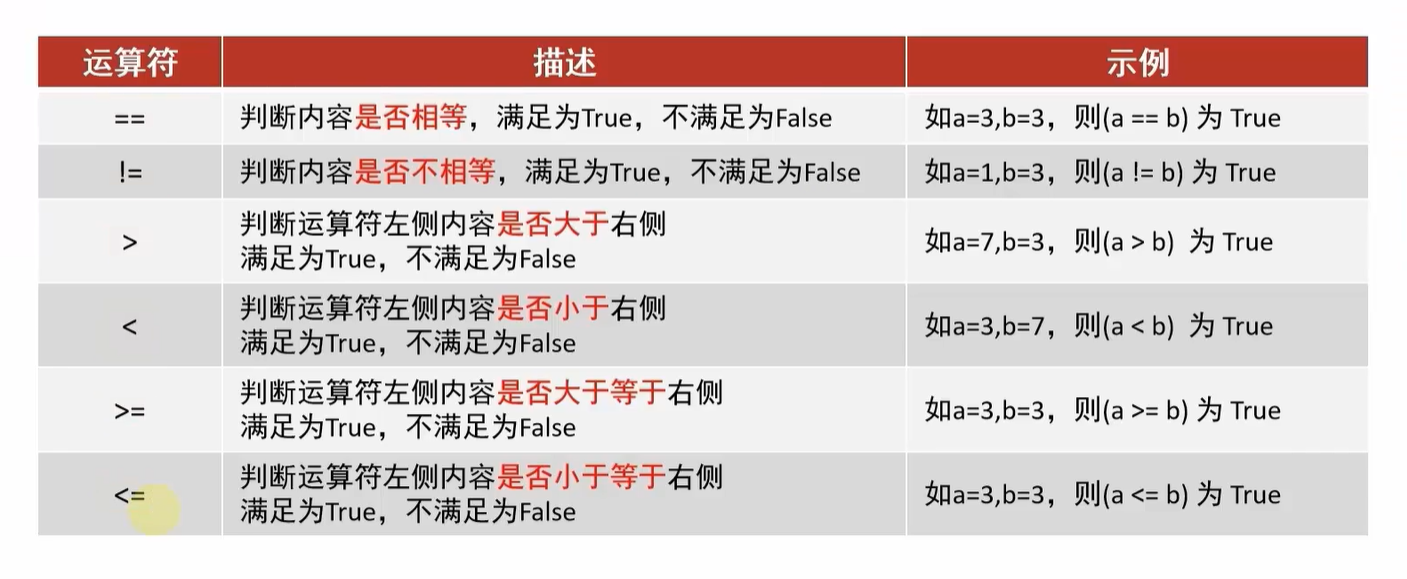 运算符 描述 示例
== 判断内容是否相等，满足为True，不满足为False 如a=3,b=3，则(a == b) 为 True
!= 判断内容是否不相等，满足为True，不满足为False 如a=1,b=3，则(a != b) 为 True
> 判断运算符左侧内容是否大于右侧
满足为True，不满足为False 如a=7,b=3，则(a > b) 为 True
< 判断运算符左侧内容是否小于右侧
满足为True，不满足为False 如a=3,b=7，则(a < b) 为 True
>= 判断运算符左侧内容是否大于等于右侧
满足为True，不满足为False 如a=3,b=3，则(a >= b) 为 True
<= 判断运算符左侧内容是否小于等于右侧
满足为True，不满足为False 如a=3,b=3，则(a <= b) 为 True